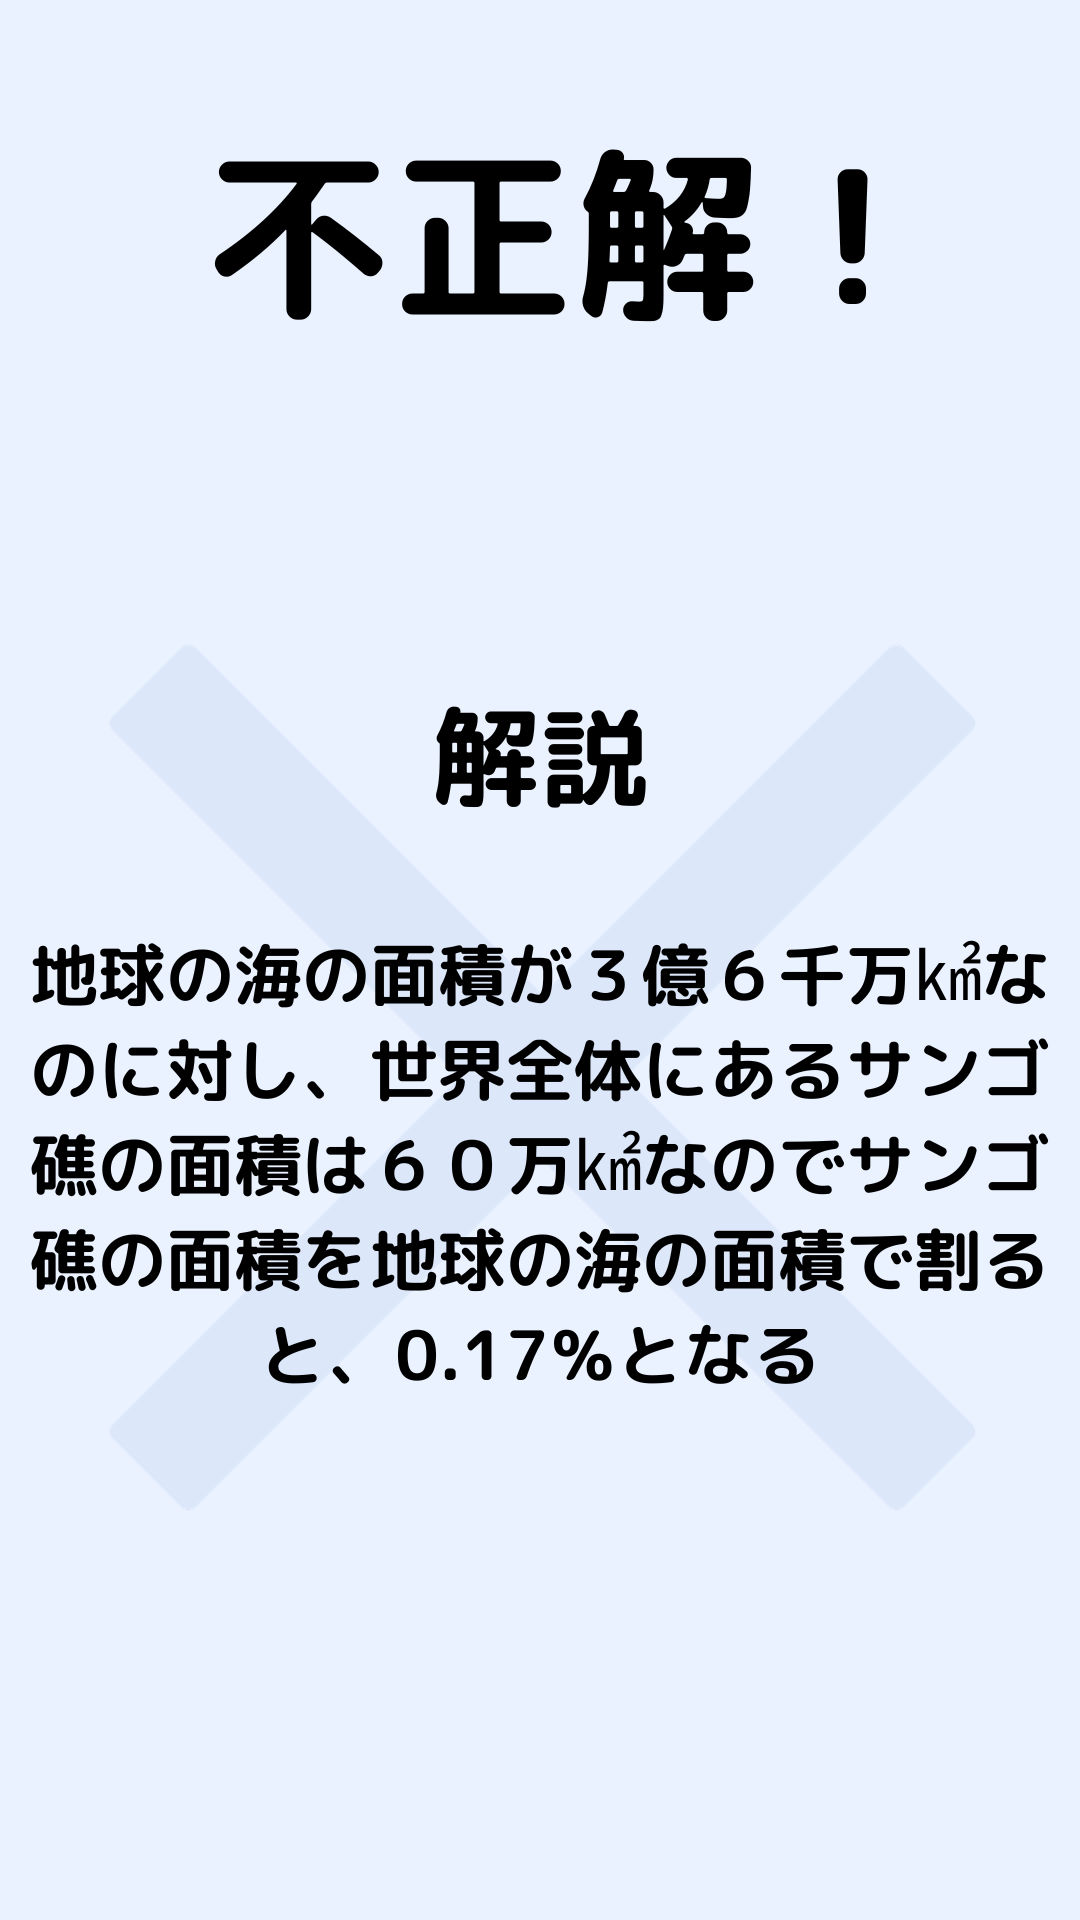 不正解！
解説
地球の海の面積が３億６千万㎢な
のに対し、世界全体にあるサンゴ
礁の面積は６０万㎢なのでサンゴ
礁の面積を地球の海の面積で割る
と、0.17%となる